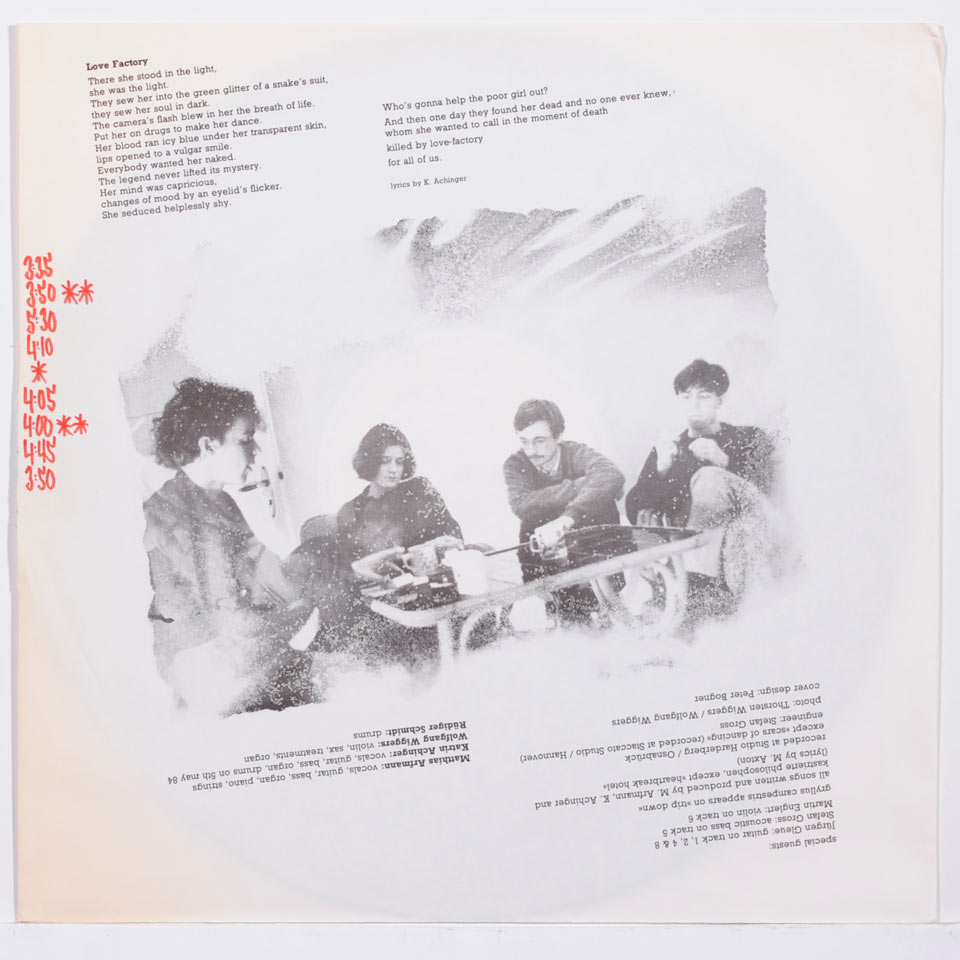 Love Factory
There she stood in the light,
she was the light.
They sew her into the green glitter of a snake's suit,
they sew her soul in dark.
The camera's flash blew in her the breath of life.
Put her on drugs to make her dance.
Her blood ran icy blue under her transparent skin,
lips opened to a vulgar smile.
Everybody wanted her naked.
The legend never lifted its mystery.
Her mind was capricious,
changes of mood by an eyelid's flicker.
She seduced helplessly shy.
Who's gonna help the poor girl out?
And then one day they found her dead and no one ever knew,
whom she wanted to call in the moment of death
killed by love-factory
for all of us.
lyrics by K. Achinger
3:35
3:50 **
5:30
4:10
*
4:05
4:00 **
4:45
3:50
Matthias Arfmann: vocals, guitar, bass, organ, piano, strings
Katrin Achinger: vocals, guitar, bass, organ, drums on 5th may 84
Wolfgang Wiggers: violin, sax, treatments, organ
Rüdiger Schmidt: drums
special guests:
Jürgen Gleue: guitar on track 1, 2, 4 & 8
Stefan Gross: acoustic bass on track 5
Martin Englert: violin on track 6
gryllus campestris appears on »trip down«
all songs written and produced by M. Arfmann, K. Achinger and
kastrierte philosophen, except »heartbreak hotel«
(lyrics by M. Axton)
recorded at Studio Harderberg / Osnabrück
except »scars of dancing« (recorded at Staccato Studio / Hannover)
engineer: Stefan Gross
photo: Thorsten Wiggers / Wolfgang Wiggers
cover design: Peter Bogner